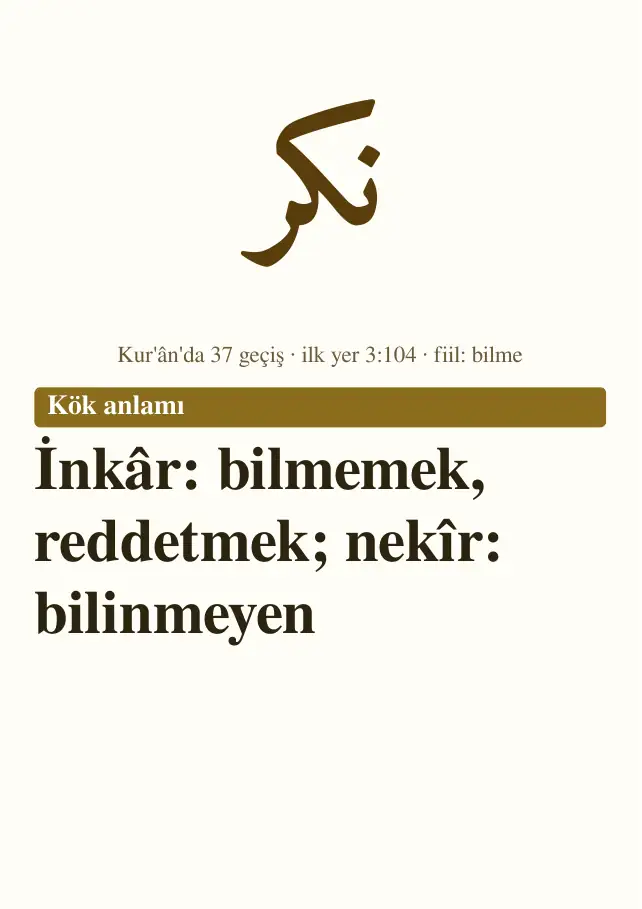 نكر
Kur'ân'da 37 geçiş · ilk yer 3:104 · fiil: bilme
Kök anlamı
İnkâr: bilmemek,
reddetmek; nekîr:
bilinmeyen